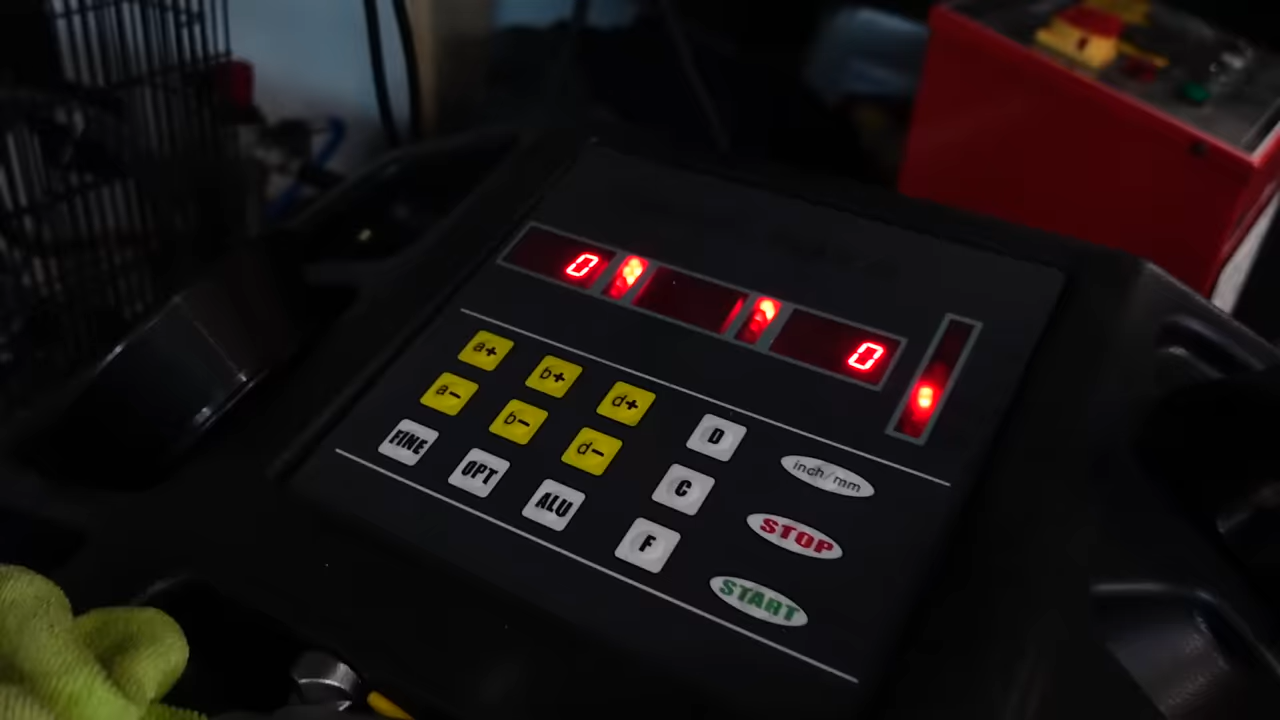 0 0
a+ b+ d+ D inch/mm
a- b- d- C STOP
FINE OPT ALU F START